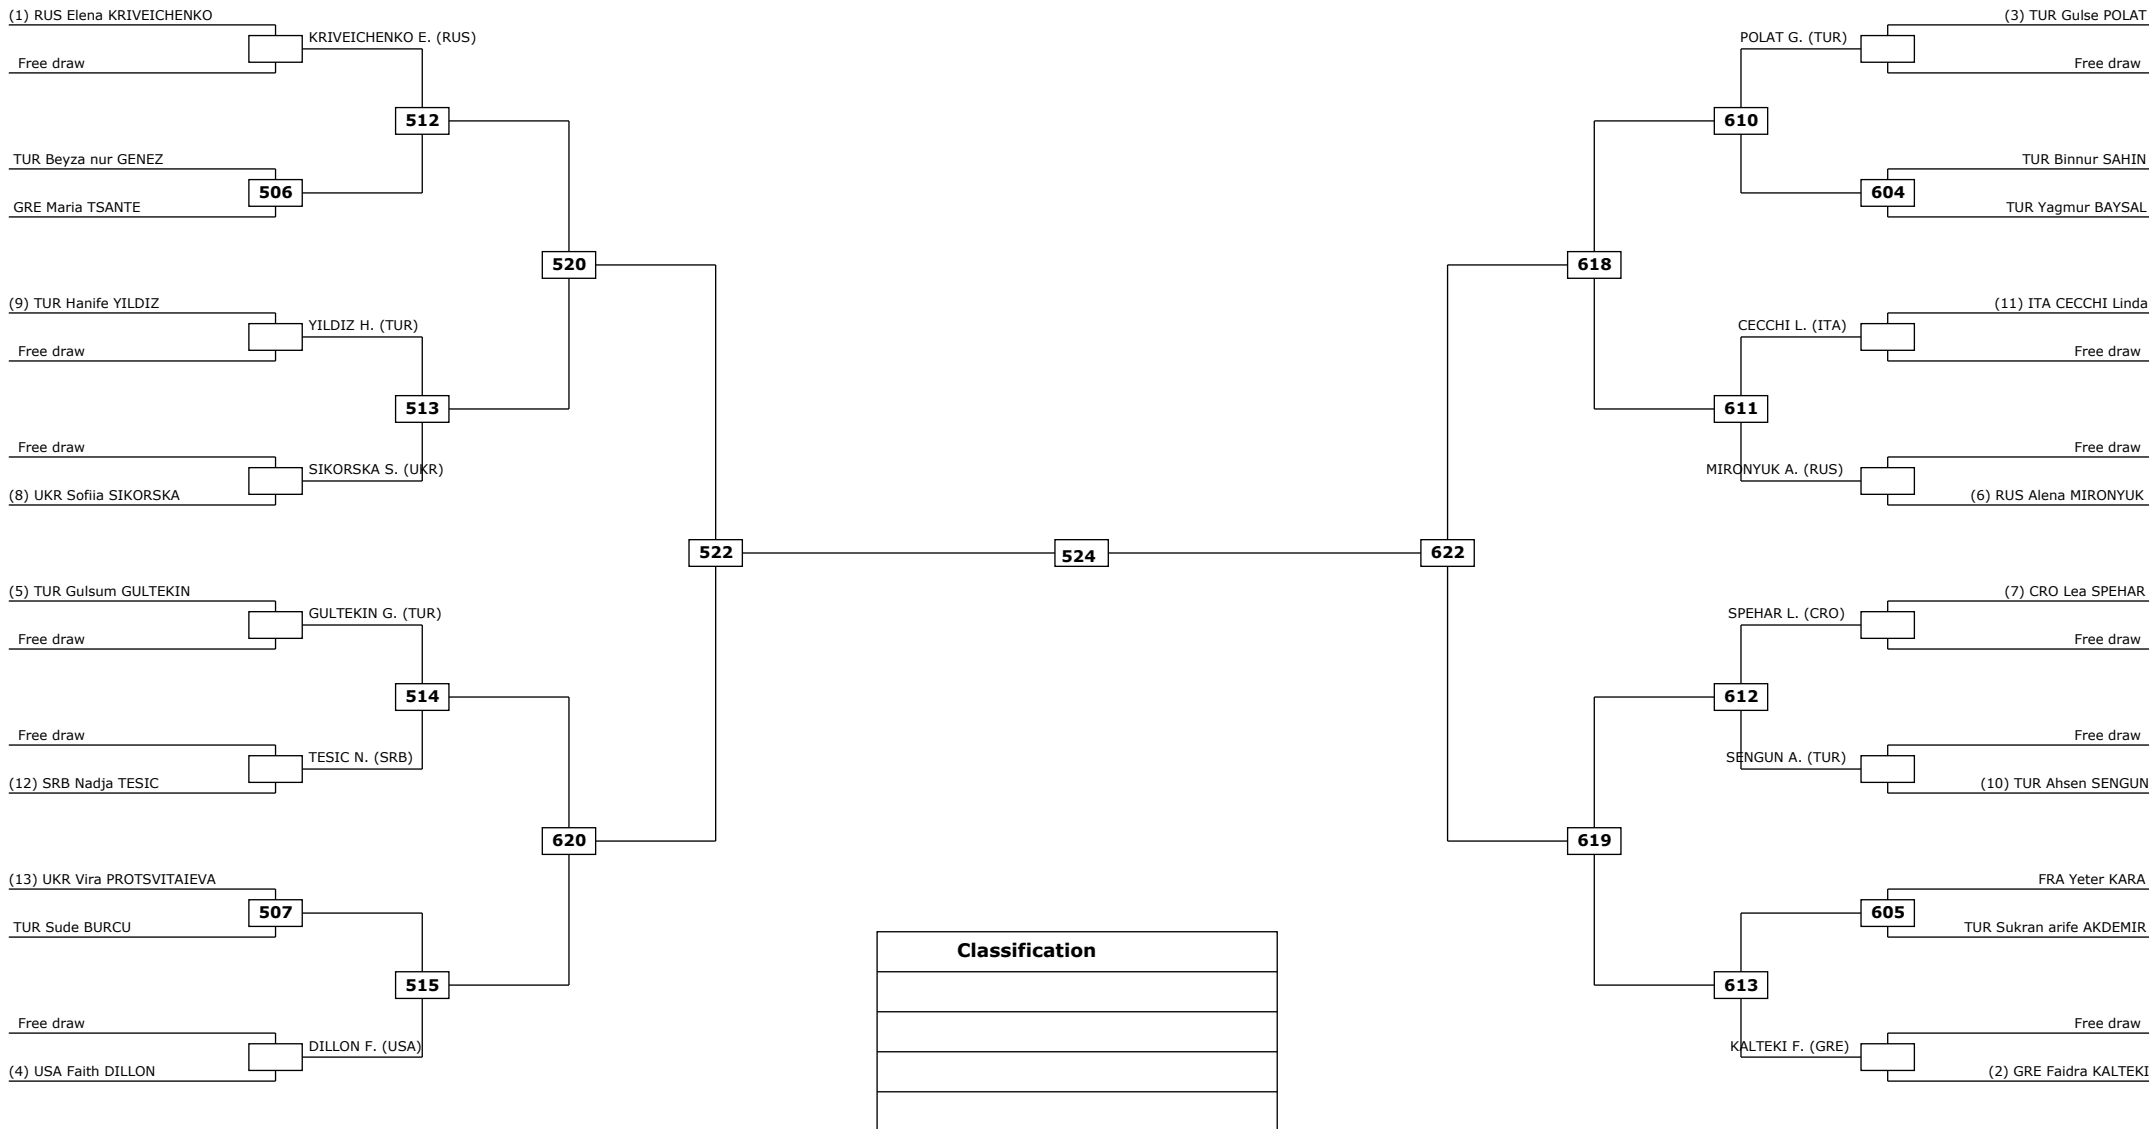 (1) RUS Elena KRIVEICHENKO
KRIVEICHENKO E. (RUS)
Free draw
512
TUR Beyza nur GENEZ
506
GRE Maria TSANTE
520
(9) TUR Hanife YILDIZ
YILDIZ H. (TUR)
Free draw
513
Free draw
SIKORSKA S. (UKR)
(8) UKR Sofiia SIKORSKA
522
(5) TUR Gulsum GULTEKIN
GULTEKIN G. (TUR)
Free draw
514
Free draw
TESIC N. (SRB)
(12) SRB Nadja TESIC
620
(13) UKR Vira PROTSVITAIEVA
507
TUR Sude BURCU
515
Free draw
DILLON F. (USA)
(4) USA Faith DILLON
524
(3) TUR Gulse POLAT
POLAT G. (TUR)
Free draw
610
TUR Binnur SAHIN
604
TUR Yagmur BAYSAL
618
(11) ITA CECCHI Linda
CECCHI L. (ITA)
Free draw
611
Free draw
MIRONYUK A. (RUS)
(6) RUS Alena MIRONYUK
622
(7) CRO Lea SPEHAR
SPEHAR L. (CRO)
Free draw
612
Free draw
SENGUN A. (TUR)
(10) TUR Ahsen SENGUN
619
FRA Yeter KARA
605
TUR Sukran arife AKDEMIR
613
Free draw
KALTEKI F. (GRE)
(2) GRE Faidra KALTEKI
Classification